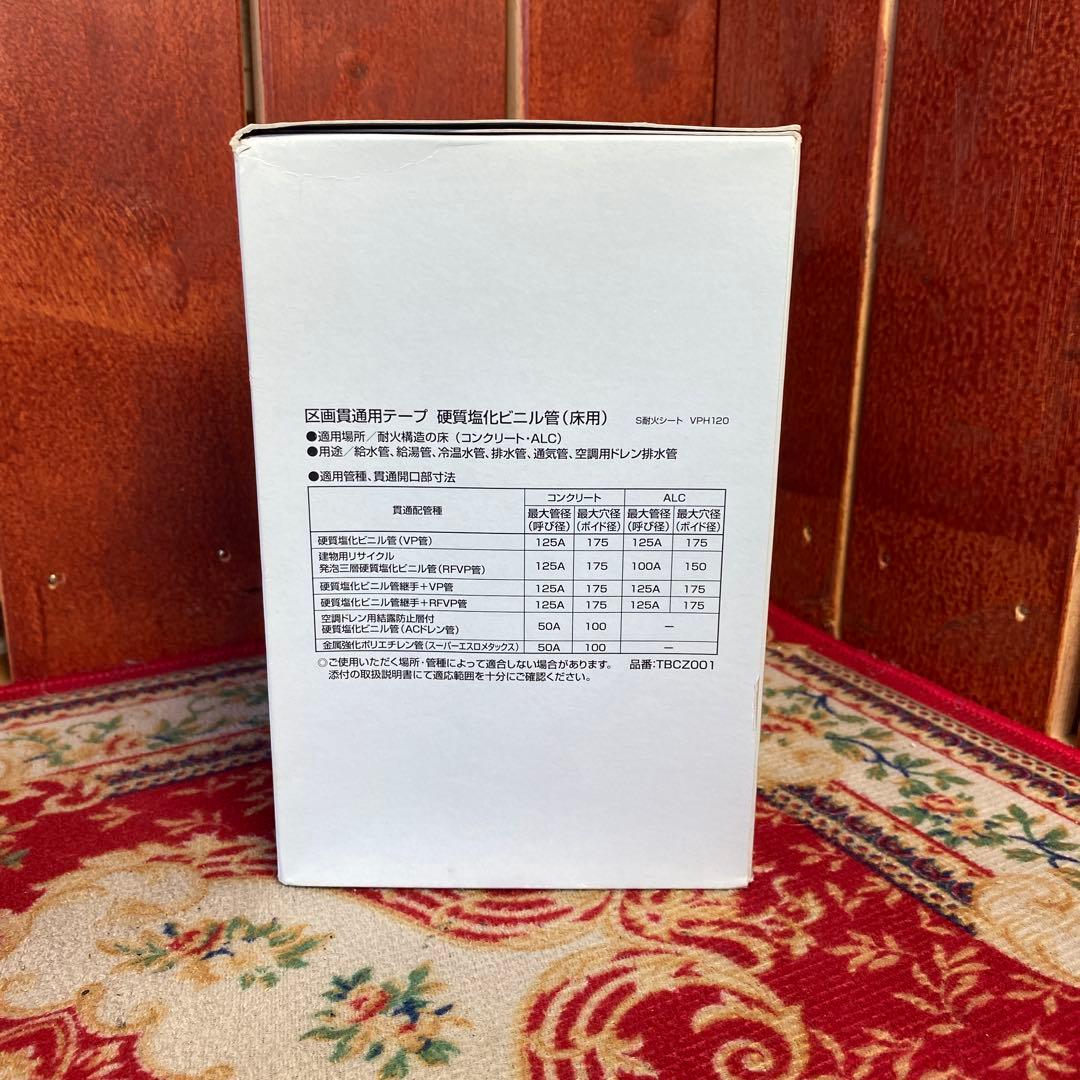 区画貫通用テープ 硬質塩化ビニル管（床用） S耐火シート VPH120
●適用場所／耐火構造の床（コンクリート・ALC）
●用途／給水管、給湯管、冷温水管、排水管、通気管、空調用ドレン排水管
●適用管種、貫通開口部寸法
貫通配管種 コンクリート ALC
最大管径（呼び径） 最大穴径（ボイド径） 最大管径（呼び径） 最大穴径（ボイド径）
硬質塩化ビニル管（VP管） 125A 175 125A 175
建物用リサイクル
発泡三層硬質塩化ビニル管（RFVP管） 125A 175 100A 150
硬質塩化ビニル管継手＋VP管 125A 175 125A 175
硬質塩化ビニル管継手＋RFVP管 125A 175 125A 175
空調ドレン用結露防止層付
硬質塩化ビニル管（ACドレン管） 50A 100 ―
金属強化ポリエチレン管（スーパーエスロメタックス） 50A 100 ―
◎ご使用いただく場所・管種によって適合しない場合があります。 品番：TBCZ001
添付の取扱説明書にて適応範囲を十分にご確認ください。